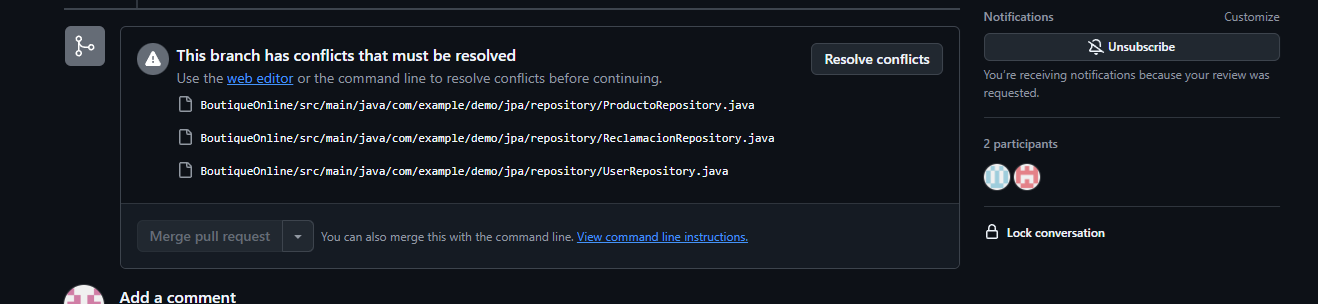 This branch has conflicts that must be resolved
Use the web editor or the command line to resolve conflicts before continuing.
Resolve conflicts
BoutiqueOnline/src/main/java/com/example/demo/jpa/repository/ProductoRepository.java
BoutiqueOnline/src/main/java/com/example/demo/jpa/repository/ReclamacionRepository.java
BoutiqueOnline/src/main/java/com/example/demo/jpa/repository/UserRepository.java
Merge pull request
You can also merge this with the command line. View command line instructions.
Add a comment
Notifications
Customize
Unsubscribe
You're receiving notifications because your review was
requested.
2 participants
Lock conversation